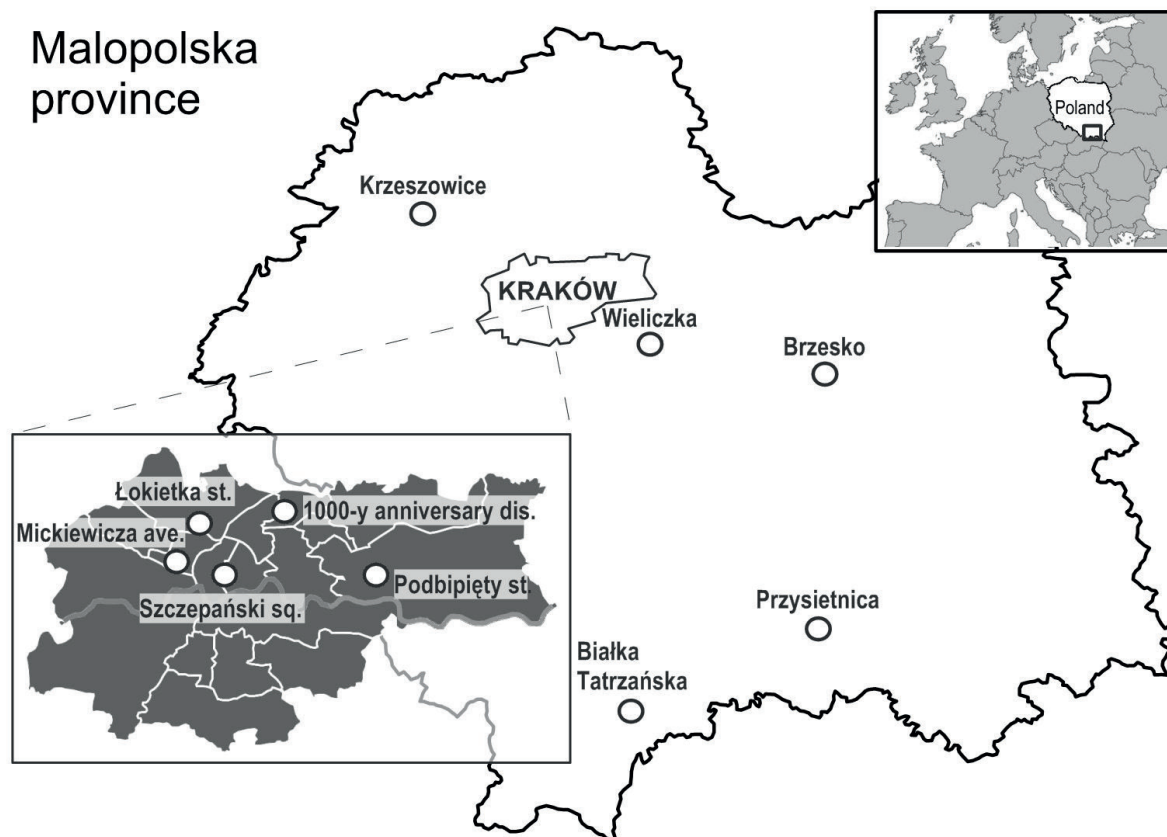 Malopolska
province
Poland
Krzeszowice
KRAKÓW
Wieliczka
Brzesko
Łokietka st.
1000-y anniversary dis.
Mickiewicza ave.
Podbipięty st.
Szczepański sq.
Przysietnica
Białka
Tatrzańska